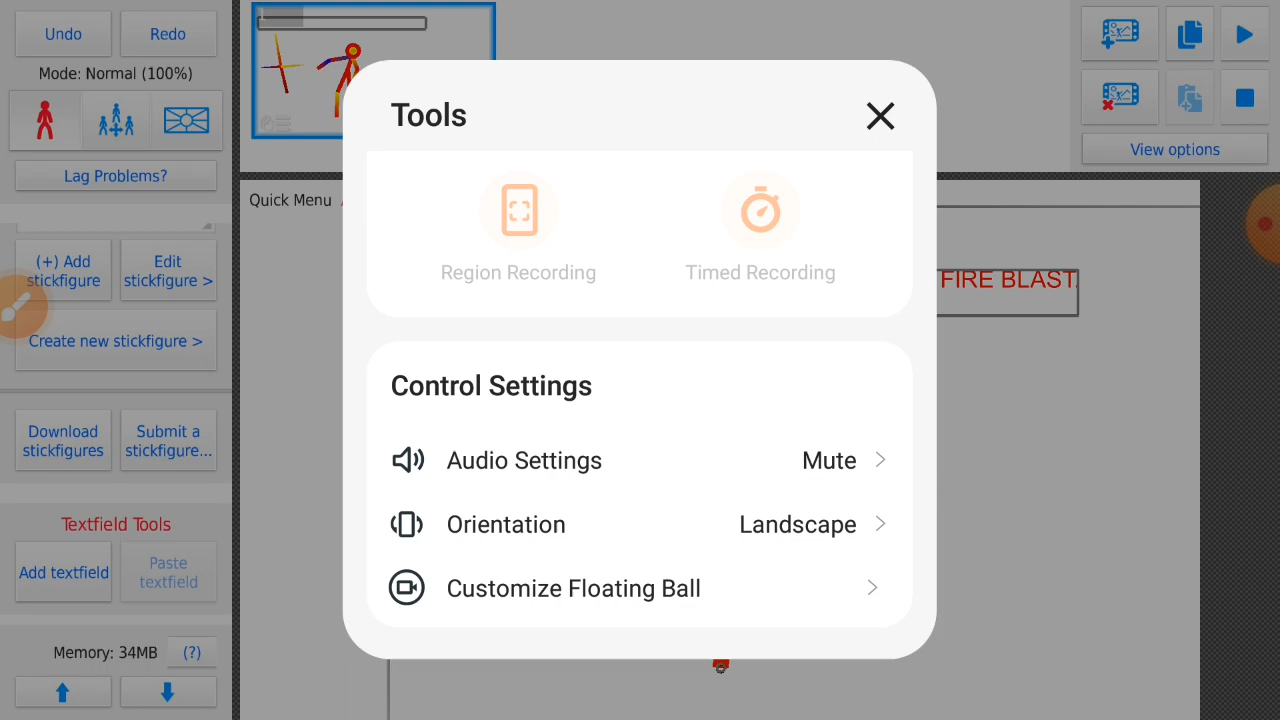 Undo
Redo
Mode: Normal (100%)
Lag Problems?
(+) Add
stickfigure
Edit
stickfigure >
Create new stickfigure >
Download
stickfigures
Submit a
stickfigure...
Textfield Tools
Add textfield
Paste
textfield
Memory: 34MB
(?)
View options
Quick Menu
FIRE BLAST
Tools
Region Recording
Timed Recording
Control Settings
Audio Settings
Mute
Orientation
Landscape
Customize Floating Ball